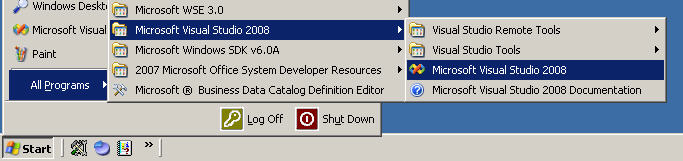 Windows Deskto
Microsoft Visual
Paint
All Programs
Log Off
Shut Down
Start
»
Microsoft WSE 3.0
Microsoft Visual Studio 2008
Microsoft Windows SDK v6.0A
2007 Microsoft Office System Developer Resources
Microsoft ® Business Data Catalog Definition Editor
Visual Studio Remote Tools
Visual Studio Tools
Microsoft Visual Studio 2008
Microsoft Visual Studio 2008 Documentation